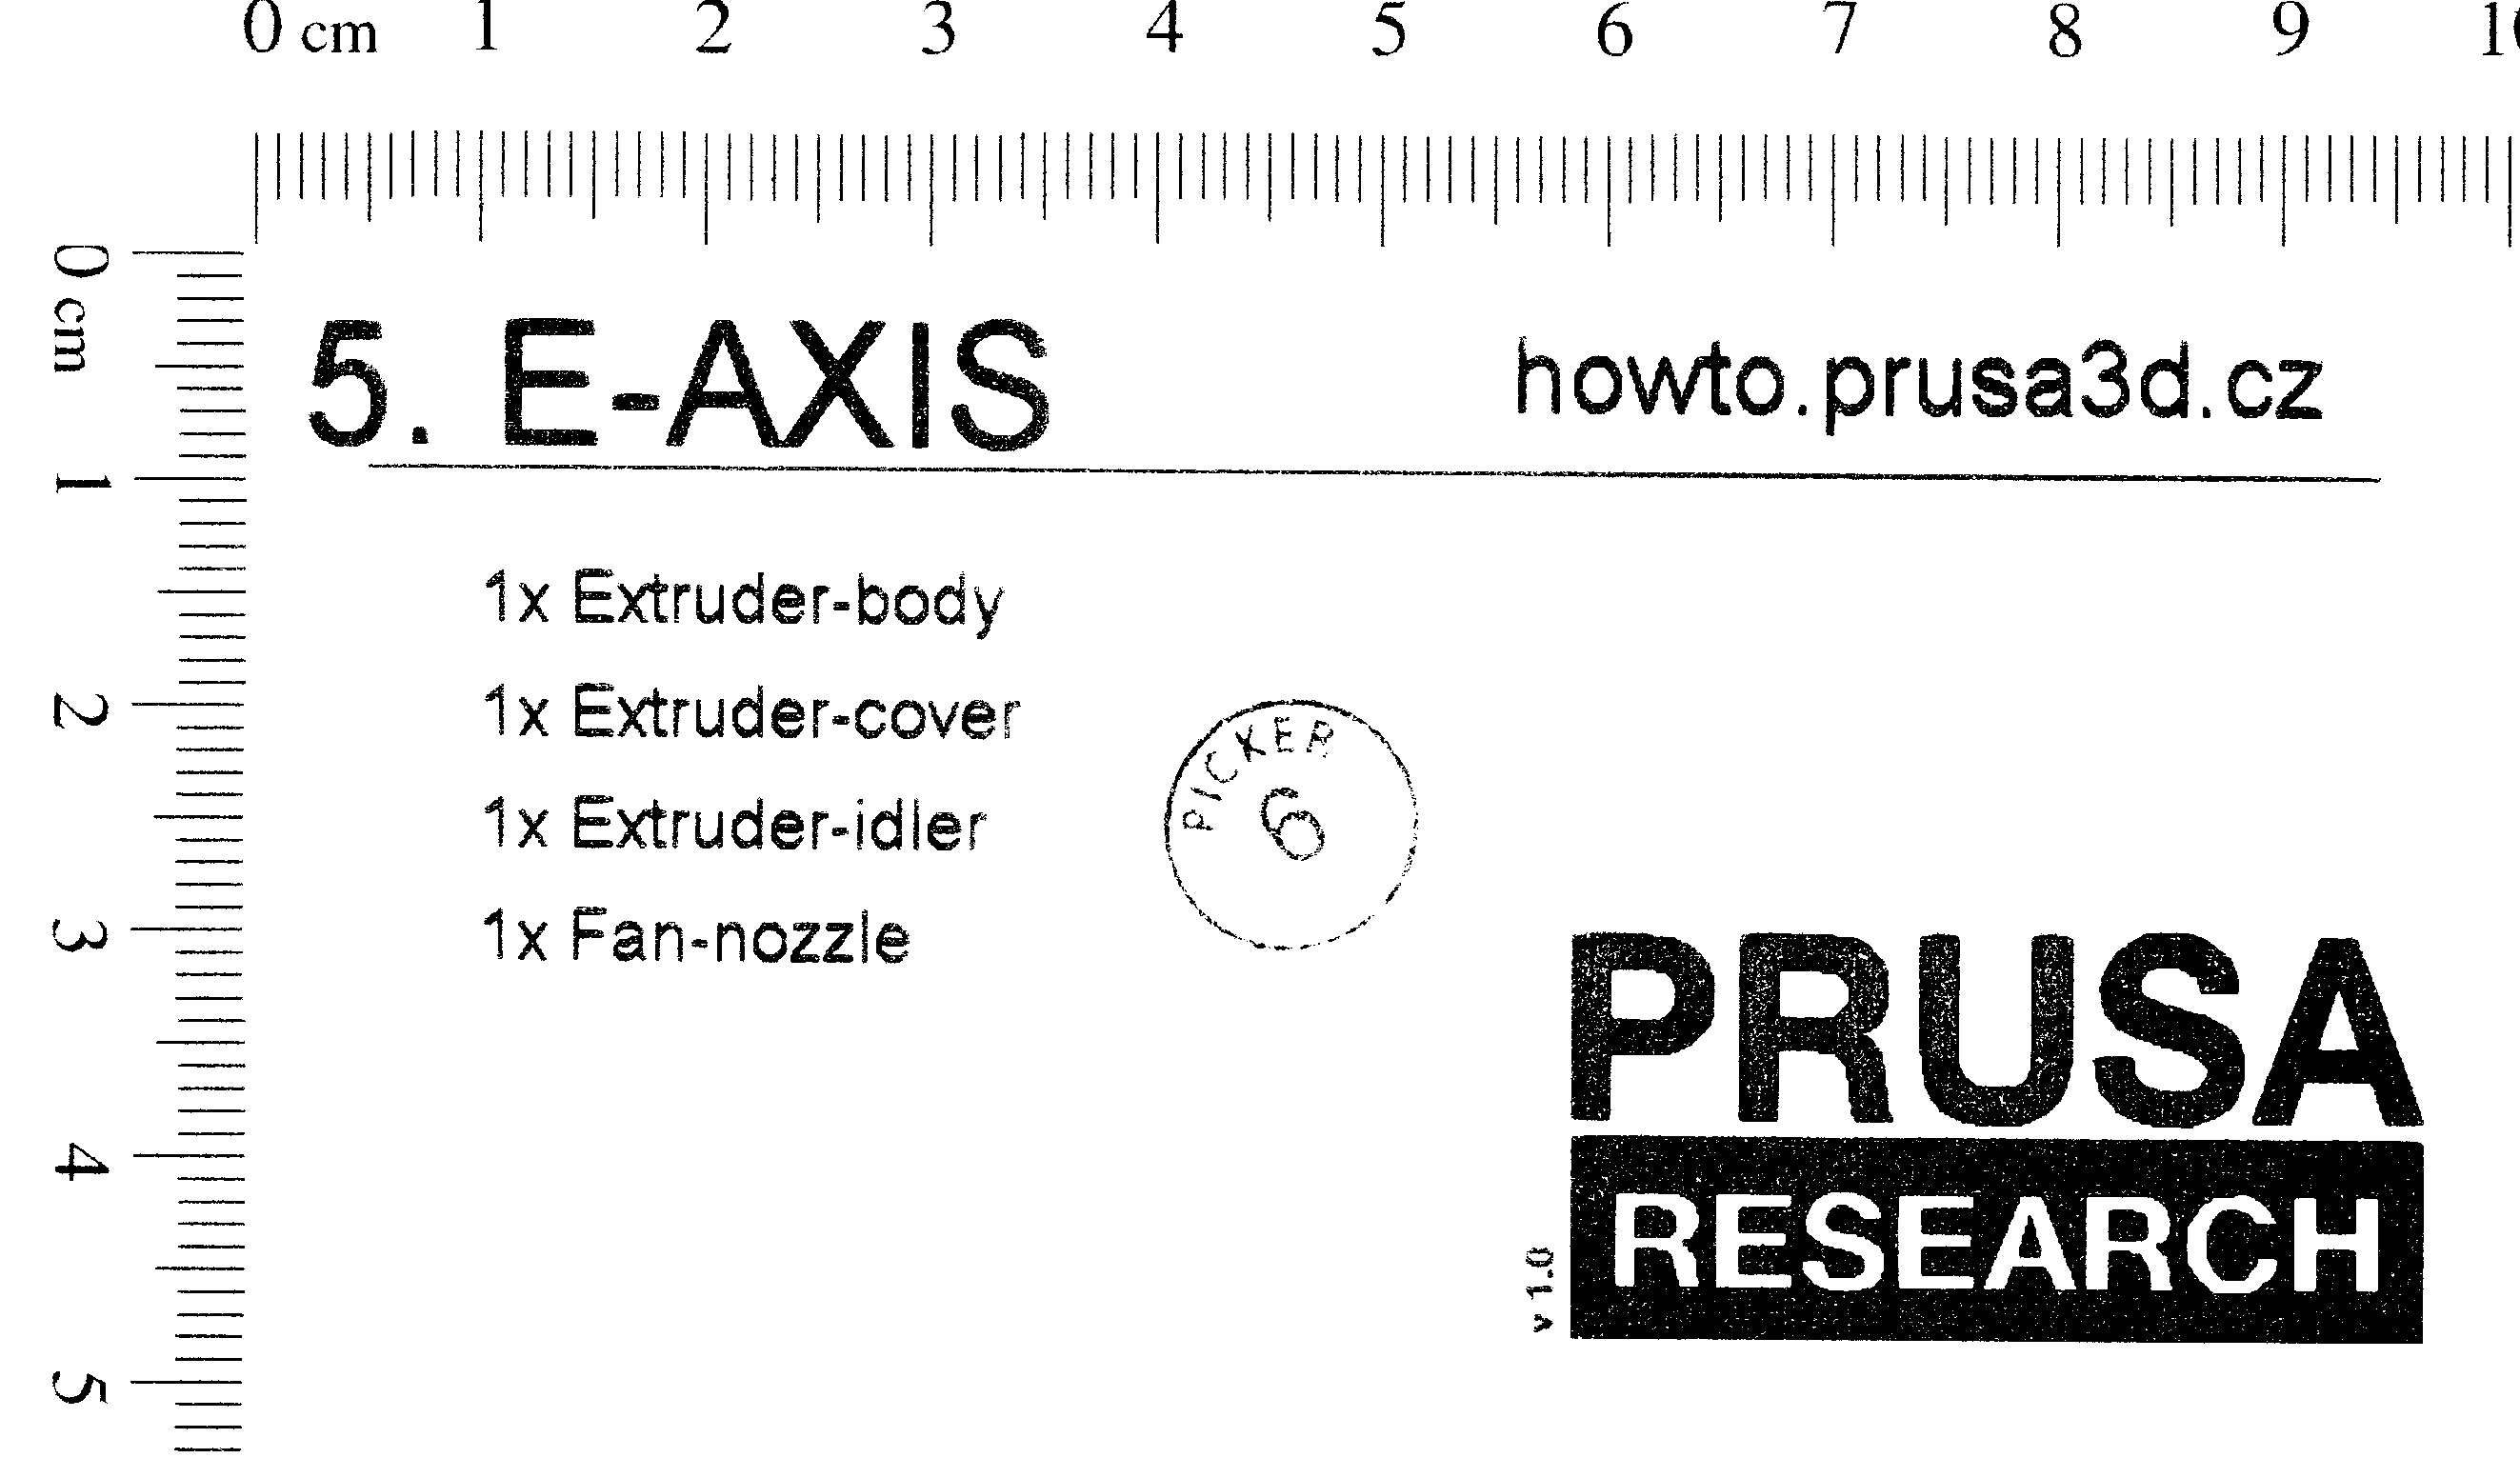 0 cm 1 2 3 4 5 6 7 8 9 10
0 cm 1 2 3 4 5
5. E-AXIS
howto.prusa3d.cz
1x Extruder-body
1x Extruder-cover
1x Extruder-idler
1x Fan-nozzle
PICKER
6
PRUSA
RESEARCH
v 1.0